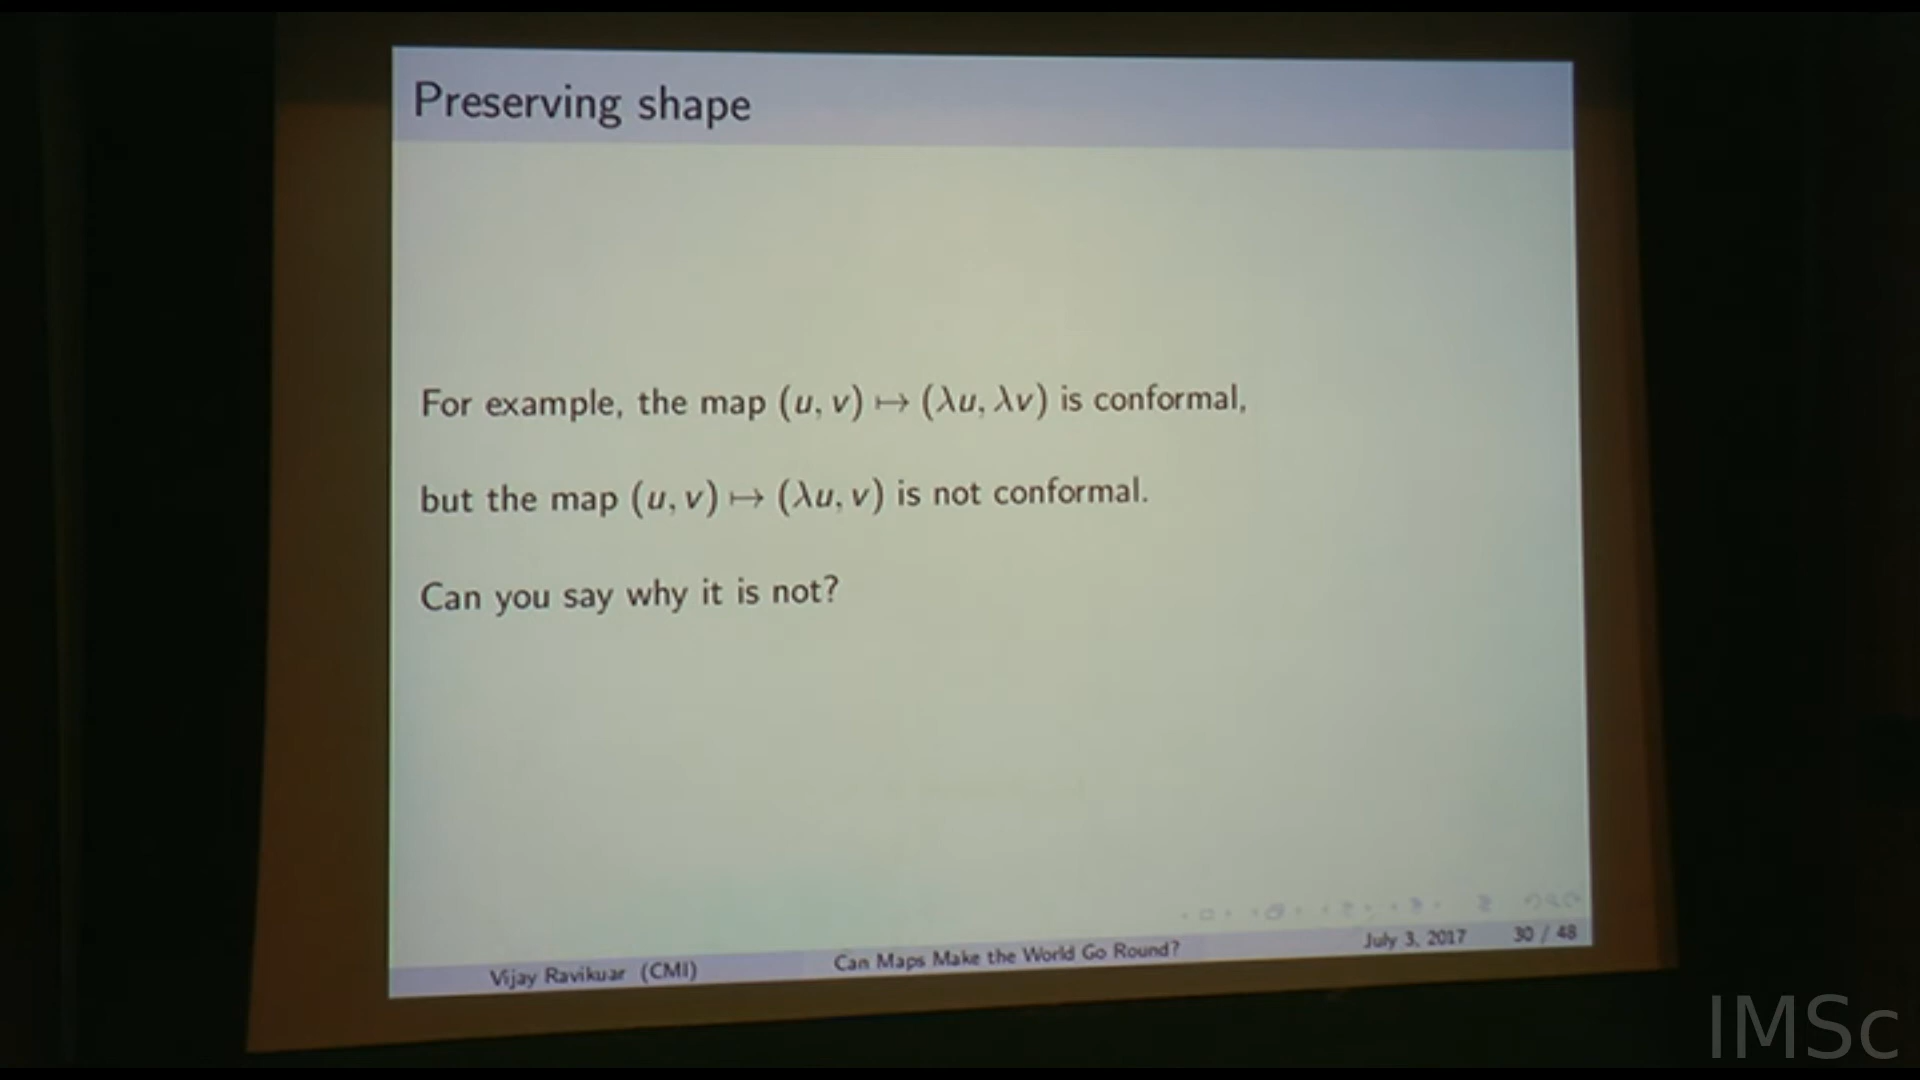 Preserving shape
For example, the map (u, v) ↦ (λu, λv) is conformal,
but the map (u, v) ↦ (λu, v) is not conformal.
Can you say why it is not?
Vijay Ravikuar (CMI) Can Maps Make the World Go Round? July 3, 2017 30 / 48
IMSc